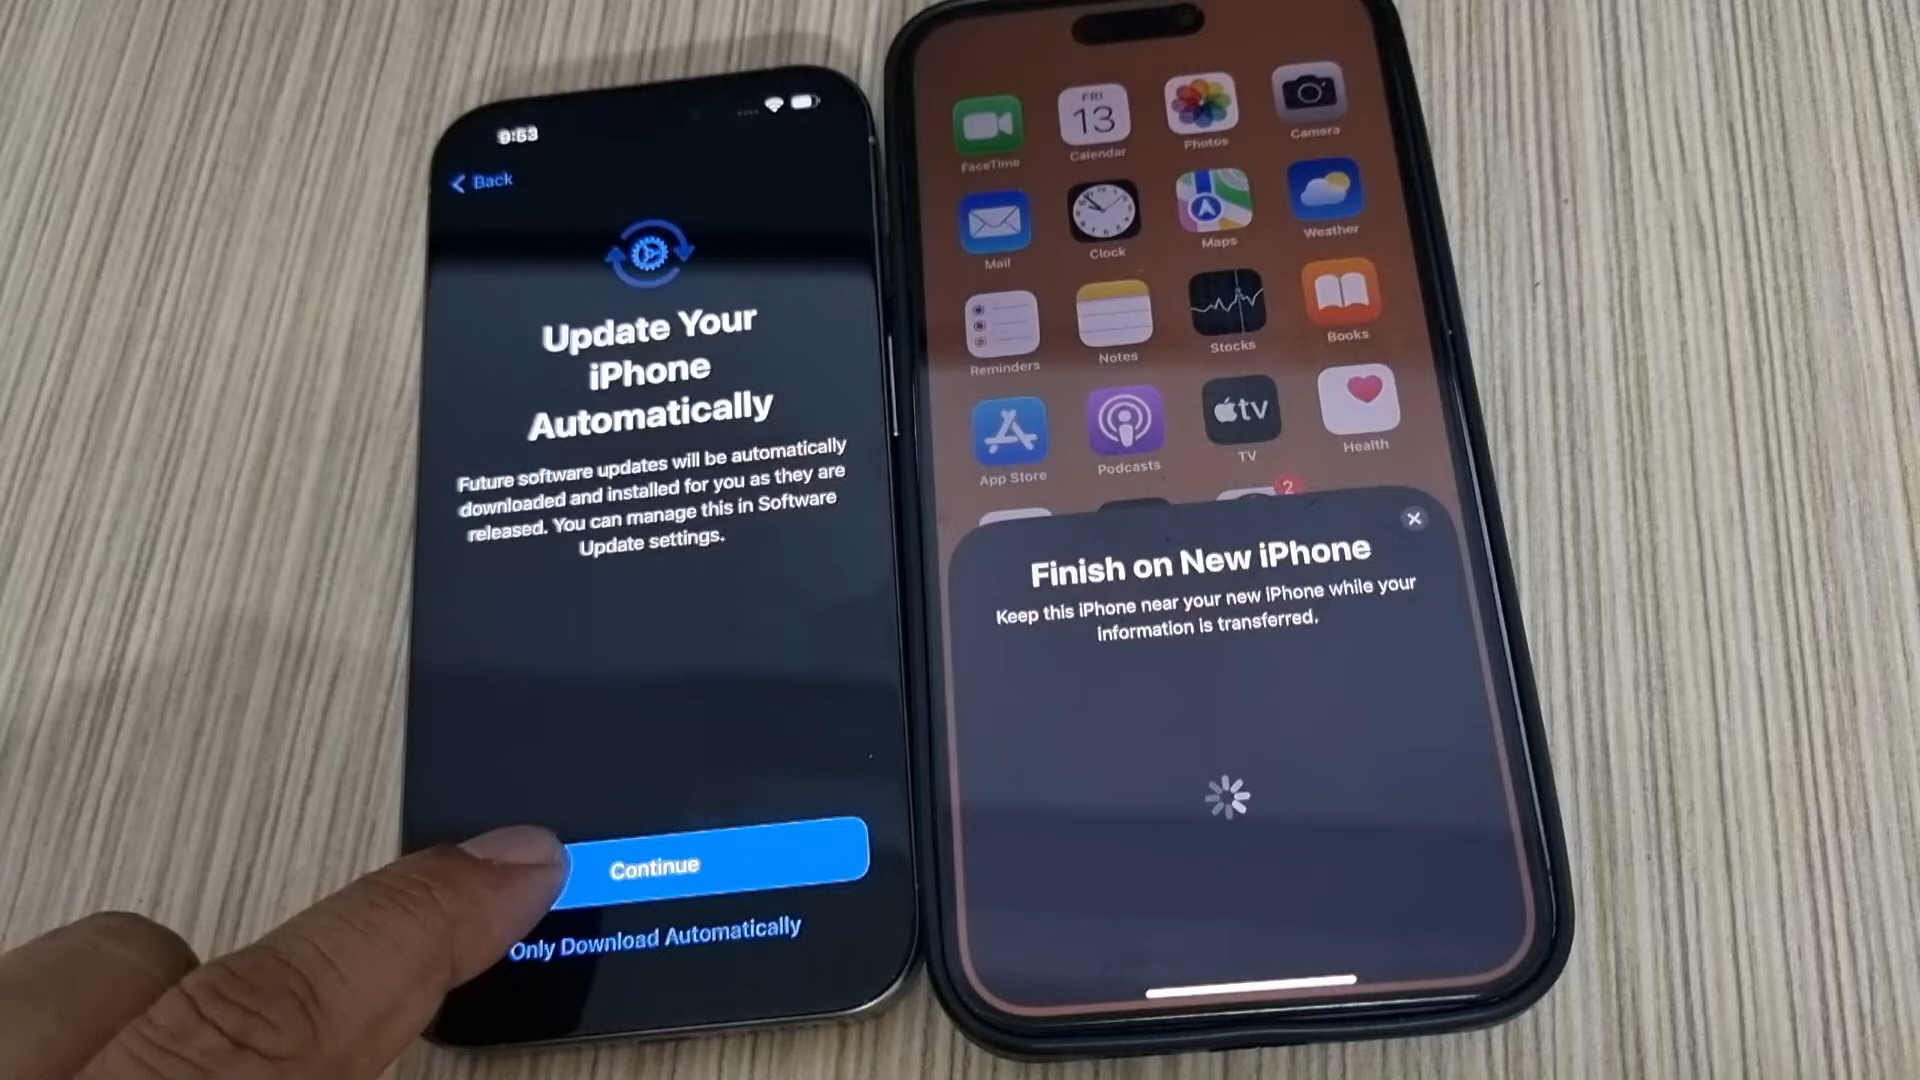 9:53
Back
Update Your
iPhone
Automatically
Future software updates will be automatically
downloaded and installed for you as they are
released. You can manage this in Software
Update settings.
Continue
Only Download Automatically
FRI
13
FaceTime
Calendar
Photos
Camera
Mail
Clock
Maps
Weather
Reminders
Notes
Stocks
Books
tv
App Store
Podcasts
TV
Health
2
Finish on New iPhone
Keep this iPhone near your new iPhone while your
information is transferred.